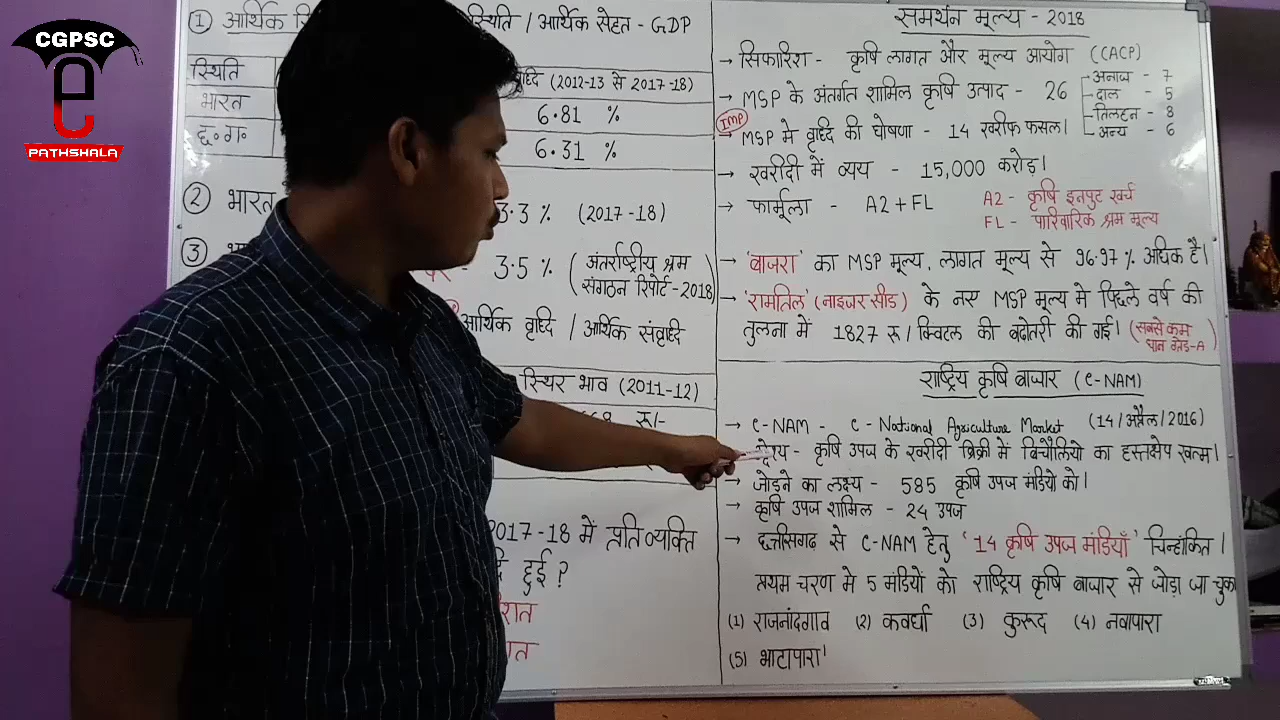 CGPSC
e
PATHSHALA
① आर्थिक स्थिति / आर्थिक सेहत - GDP
स्थिति (2012-13 से 2017-18)
भारत 6.81 %
छ.ग. 6.31 %
② भारत 3.3 % (2017-18)
③ - 3.5 % (अंतर्राष्ट्रीय श्रम
संगठन रिपोर्ट-2018)
आर्थिक वृध्दि / आर्थिक संवृध्दि
स्थिर भाव (2011-12)
रू/-
2017-18 में प्रति व्यक्ति
हुई ?
समर्थन मूल्य - 2018
→ सिफारिश - कृषि लागत और मूल्य आयोग (CACP)
→ MSP के अंतर्गत शामिल कृषि उत्पाद - 26
अनाज - 7
दाल - 5
तिलहन - 8
अन्य - 6
IMP
MSP मे वृध्दि की घोषणा - 14 खरीफ फसल।
→ खरीदी में व्यय - 15,000 करोड़।
→ फार्मूला - A2+FL
A2 - कृषि इनपुट खर्च
FL - पारिवारिक श्रम मूल्य
→ 'बाजरा' का MSP मूल्य, लागत मूल्य से 96.97 % अधिक है।
→ 'रामतिल' (नाइजर सीड) के नए MSP मूल्य मे पिछले वर्ष की
तुलना में 1827 रू/क्विंटल की बढोतरी की गई। (सबसे कम
धान ग्रेड-A)
राष्ट्रिय कृषि बाजार (e-NAM)
→ e-NAM - e - National Agriculture Market (14/अप्रैल/2016)
- कृषि उपज के खरीदी बिक्री में बिचौलियो का हस्तक्षेप खत्म।
→ जोड़ने का लक्ष्य - 585 कृषि उपज मंडियो को।
→ कृषि उपज शामिल - 24 उपज
→ छत्तीसगढ से e-NAM हेतु '14 कृषि उपज मंडियाँ' चिन्हांकित।
प्रथम चरण मे 5 मंडियों को राष्ट्रिय कृषि बाजार से जोड़ा जा चुका
(1) राजनांदगाव (2) कवर्धा (3) कुरूद (4) नवापारा
(5) भाटापारा